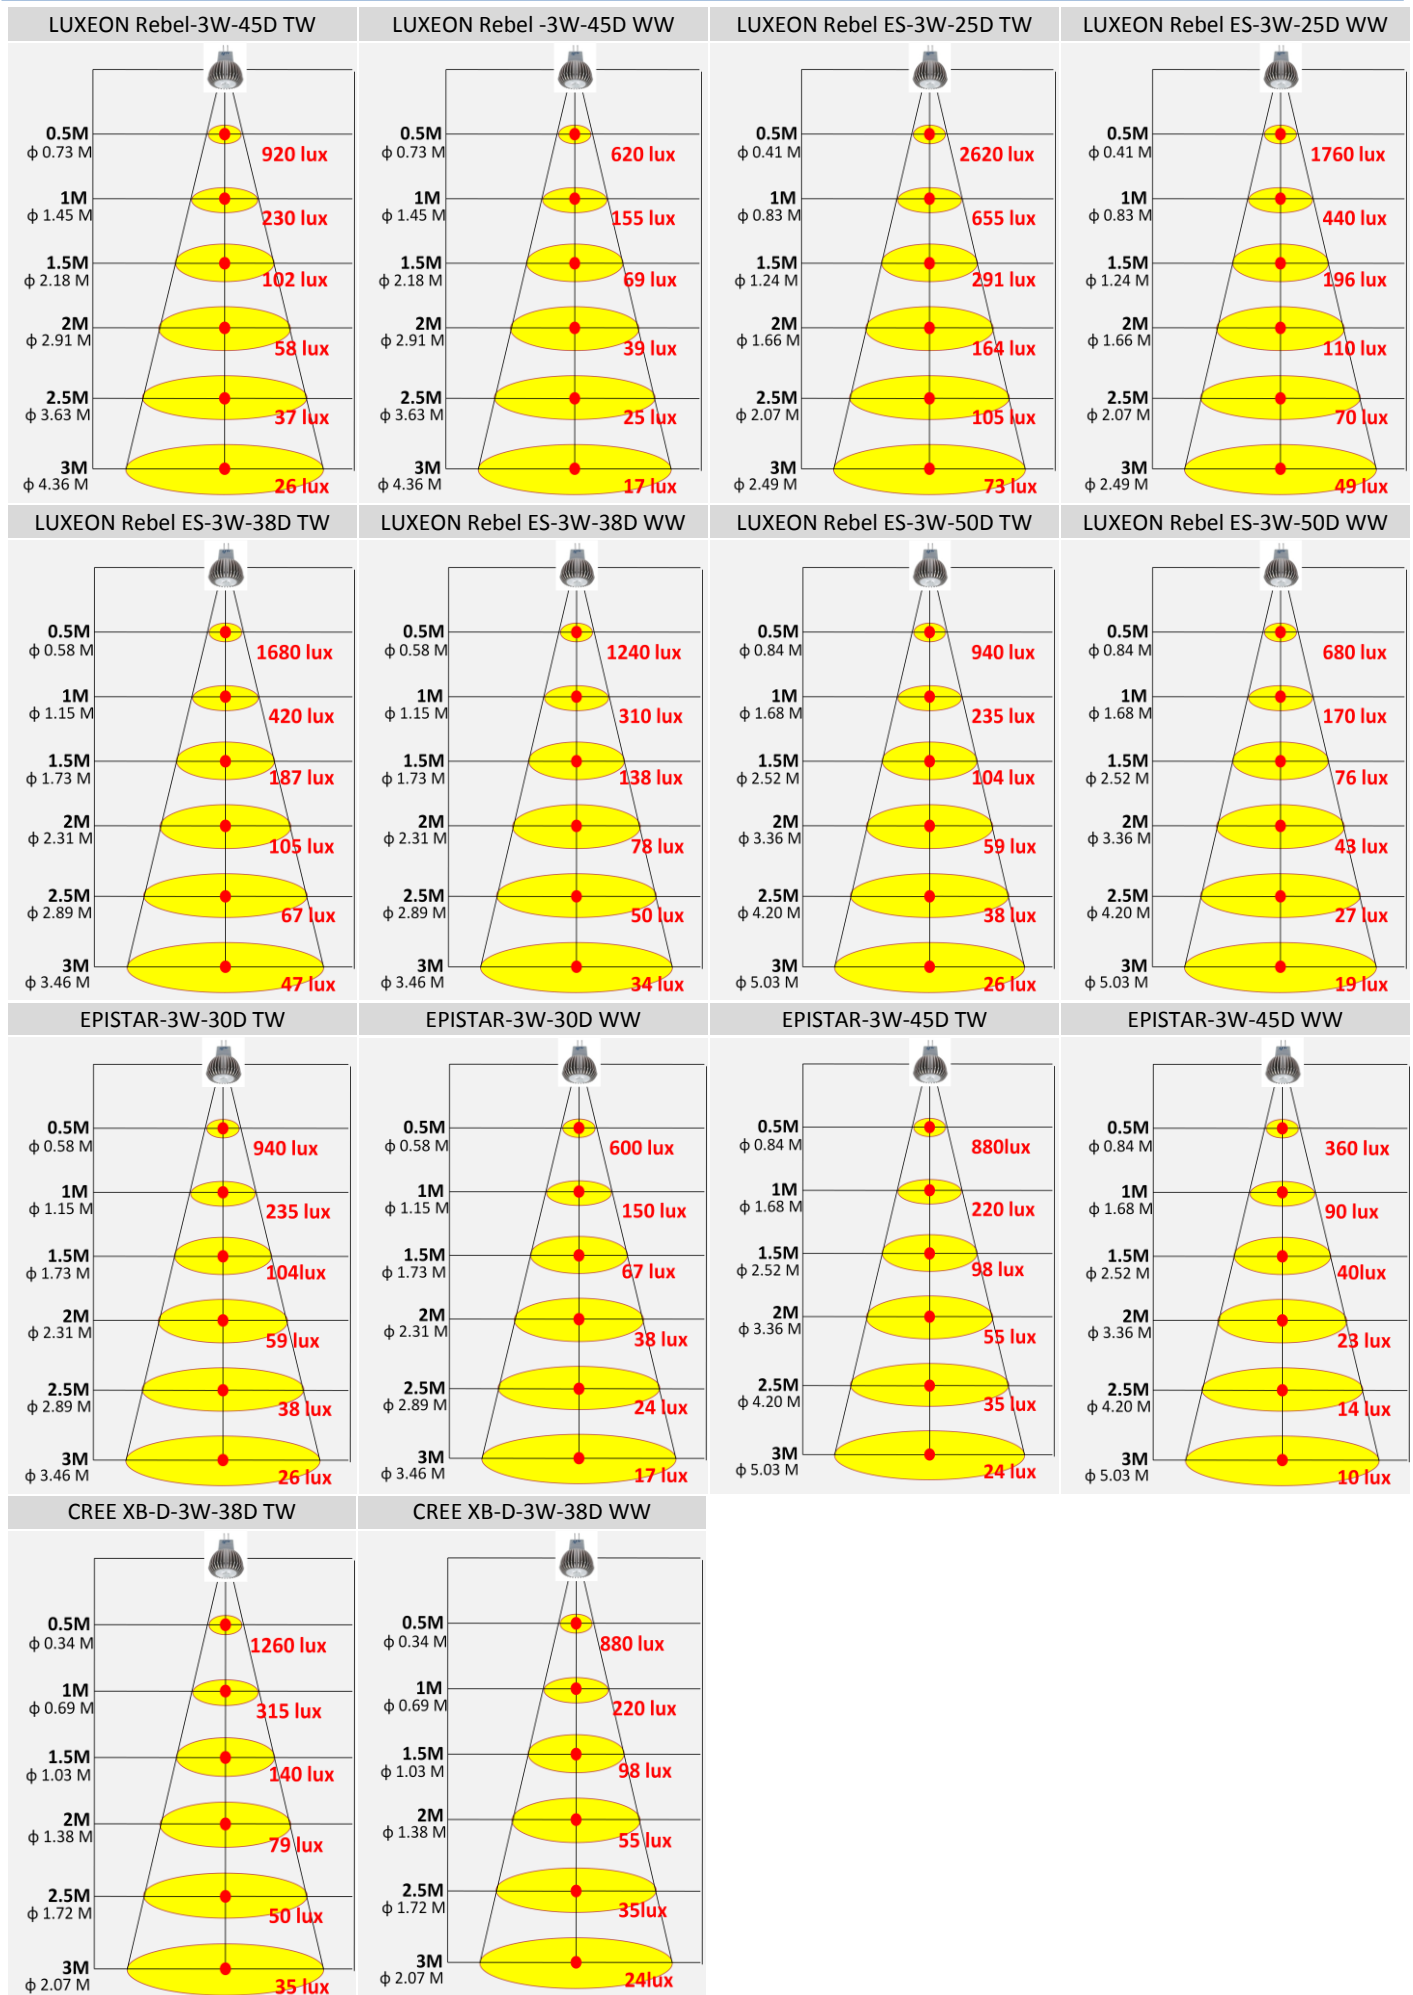 LUXEON Rebel-3W-45D TW
0.5M
ϕ 0.73 M
920 lux
1M
ϕ 1.45 M
230 lux
1.5M
ϕ 2.18 M
102 lux
2M
ϕ 2.91 M
58 lux
2.5M
ϕ 3.63 M
37 lux
3M
ϕ 4.36 M
26 lux
LUXEON Rebel -3W-45D WW
0.5M
ϕ 0.73 M
620 lux
1M
ϕ 1.45 M
155 lux
1.5M
ϕ 2.18 M
69 lux
2M
ϕ 2.91 M
39 lux
2.5M
ϕ 3.63 M
25 lux
3M
ϕ 4.36 M
17 lux
LUXEON Rebel ES-3W-25D TW
0.5M
ϕ 0.41 M
2620 lux
1M
ϕ 0.83 M
655 lux
1.5M
ϕ 1.24 M
291 lux
2M
ϕ 1.66 M
164 lux
2.5M
ϕ 2.07 M
105 lux
3M
ϕ 2.49 M
73 lux
LUXEON Rebel ES-3W-25D WW
0.5M
ϕ 0.41 M
1760 lux
1M
ϕ 0.83 M
440 lux
1.5M
ϕ 1.24 M
196 lux
2M
ϕ 1.66 M
110 lux
2.5M
ϕ 2.07 M
70 lux
3M
ϕ 2.49 M
49 lux
LUXEON Rebel ES-3W-38D TW
0.5M
ϕ 0.58 M
1680 lux
1M
ϕ 1.15 M
420 lux
1.5M
ϕ 1.73 M
187 lux
2M
ϕ 2.31 M
105 lux
2.5M
ϕ 2.89 M
67 lux
3M
ϕ 3.46 M
47 lux
LUXEON Rebel ES-3W-38D WW
0.5M
ϕ 0.58 M
1240 lux
1M
ϕ 1.15 M
310 lux
1.5M
ϕ 1.73 M
138 lux
2M
ϕ 2.31 M
78 lux
2.5M
ϕ 2.89 M
50 lux
3M
ϕ 3.46 M
34 lux
LUXEON Rebel ES-3W-50D TW
0.5M
ϕ 0.84 M
940 lux
1M
ϕ 1.68 M
235 lux
1.5M
ϕ 2.52 M
104 lux
2M
ϕ 3.36 M
59 lux
2.5M
ϕ 4.20 M
38 lux
3M
ϕ 5.03 M
26 lux
LUXEON Rebel ES-3W-50D WW
0.5M
ϕ 0.84 M
680 lux
1M
ϕ 1.68 M
170 lux
1.5M
ϕ 2.52 M
76 lux
2M
ϕ 3.36 M
43 lux
2.5M
ϕ 4.20 M
27 lux
3M
ϕ 5.03 M
19 lux
EPISTAR-3W-30D TW
0.5M
ϕ 0.58 M
940 lux
1M
ϕ 1.15 M
235 lux
1.5M
ϕ 1.73 M
104lux
2M
ϕ 2.31 M
59 lux
2.5M
ϕ 2.89 M
38 lux
3M
ϕ 3.46 M
26 lux
EPISTAR-3W-30D WW
0.5M
ϕ 0.58 M
600 lux
1M
ϕ 1.15 M
150 lux
1.5M
ϕ 1.73 M
67 lux
2M
ϕ 2.31 M
38 lux
2.5M
ϕ 2.89 M
24 lux
3M
ϕ 3.46 M
17 lux
EPISTAR-3W-45D TW
0.5M
ϕ 0.84 M
880lux
1M
ϕ 1.68 M
220 lux
1.5M
ϕ 2.52 M
98 lux
2M
ϕ 3.36 M
55 lux
2.5M
ϕ 4.20 M
35 lux
3M
ϕ 5.03 M
24 lux
EPISTAR-3W-45D WW
0.5M
ϕ 0.84 M
360 lux
1M
ϕ 1.68 M
90 lux
1.5M
ϕ 2.52 M
40lux
2M
ϕ 3.36 M
23 lux
2.5M
ϕ 4.20 M
14 lux
3M
ϕ 5.03 M
10 lux
CREE XB-D-3W-38D TW
0.5M
ϕ 0.34 M
1260 lux
1M
ϕ 0.69 M
315 lux
1.5M
ϕ 1.03 M
140 lux
2M
ϕ 1.38 M
79 lux
2.5M
ϕ 1.72 M
50 lux
3M
ϕ 2.07 M
35 lux
CREE XB-D-3W-38D WW
0.5M
ϕ 0.34 M
880 lux
1M
ϕ 0.69 M
220 lux
1.5M
ϕ 1.03 M
98 lux
2M
ϕ 1.38 M
55 lux
2.5M
ϕ 1.72 M
35lux
3M
ϕ 2.07 M
24lux